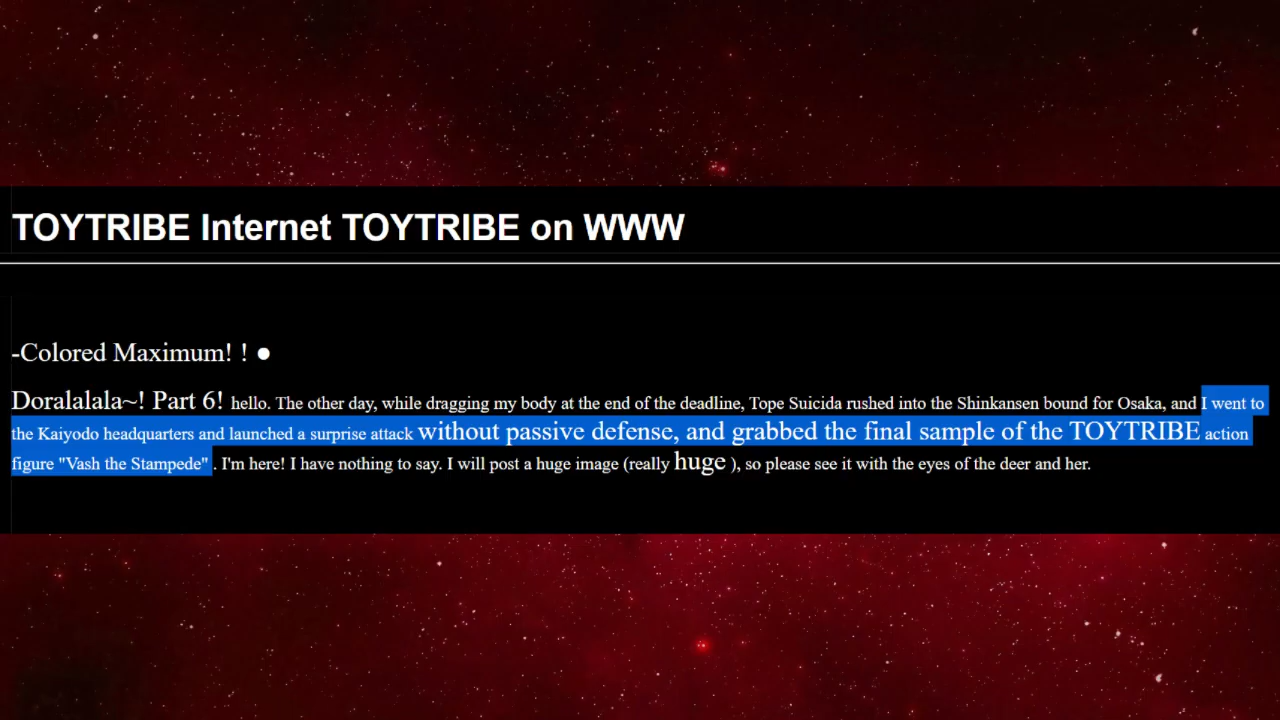 TOYTRIBE Internet TOYTRIBE on WWW
-Colored Maximum! ! ●
Doralalala~! Part 6! hello. The other day, while dragging my body at the end of the deadline, Tope Suicida rushed into the Shinkansen bound for Osaka, and I went to
the Kaiyodo headquarters and launched a surprise attack without passive defense, and grabbed the final sample of the TOYTRIBE action
figure "Vash the Stampede" . I'm here! I have nothing to say. I will post a huge image (really huge ), so please see it with the eyes of the deer and her.